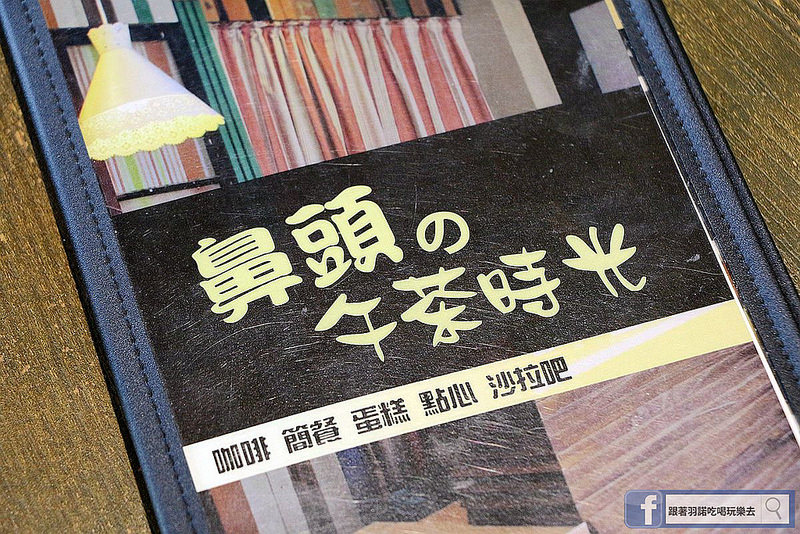 鼻頭の
午茶時光
咖啡 簡餐 蛋糕 點心 沙拉吧
f 跟著羽諾吃喝玩樂去